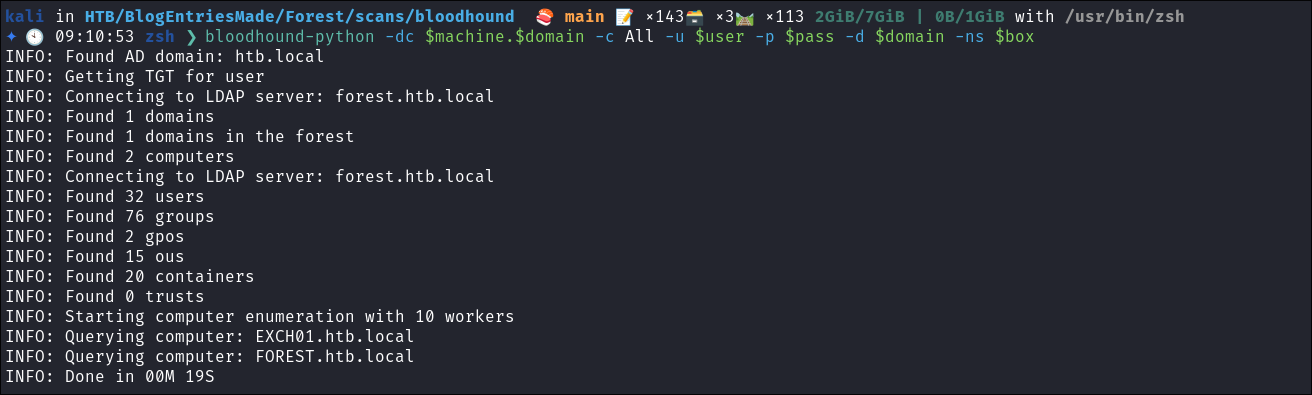 kali in HTB/BlogEntriesMade/Forest/scans/bloodhound 🍣 main 📝 ×143🗃️ ×3🛤️ ×113 2GiB/7GiB | 0B/1GiB with /usr/bin/zsh
✦ 🕙 09:10:53 zsh ❯ bloodhound-python -dc $machine.$domain -c All -u $user -p $pass -d $domain -ns $box
INFO: Found AD domain: htb.local
INFO: Getting TGT for user
INFO: Connecting to LDAP server: forest.htb.local
INFO: Found 1 domains
INFO: Found 1 domains in the forest
INFO: Found 2 computers
INFO: Connecting to LDAP server: forest.htb.local
INFO: Found 32 users
INFO: Found 76 groups
INFO: Found 2 gpos
INFO: Found 15 ous
INFO: Found 20 containers
INFO: Found 0 trusts
INFO: Starting computer enumeration with 10 workers
INFO: Querying computer: EXCH01.htb.local
INFO: Querying computer: FOREST.htb.local
INFO: Done in 00M 19S